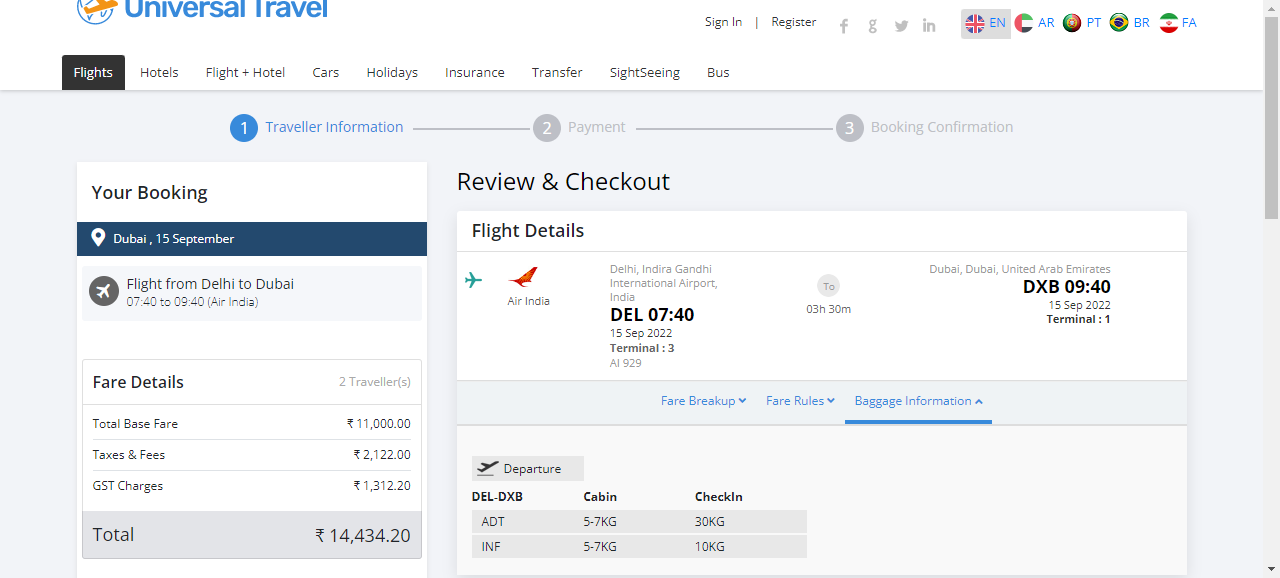 Universal Travel
Sign In | Register
EN AR PT BR FA
Flights Hotels Flight + Hotel Cars Holidays Insurance Transfer SightSeeing Bus
1 Traveller Information 2 Payment 3 Booking Confirmation
Your Booking
Dubai , 15 September
Flight from Delhi to Dubai
07:40 to 09:40 (Air India)
Fare Details 2 Traveller(s)
Total Base Fare ₹ 11,000.00
Taxes & Fees ₹ 2,122.00
GST Charges ₹ 1,312.20
Total ₹ 14,434.20
Review & Checkout
Flight Details
Air India
Delhi, Indira Gandhi
International Airport,
India
DEL 07:40
15 Sep 2022
Terminal : 3
AI 929
To
03h 30m
Dubai, Dubai, United Arab Emirates
DXB 09:40
15 Sep 2022
Terminal : 1
Fare Breakup Fare Rules Baggage Information
Departure
DEL-DXB Cabin CheckIn
ADT 5-7KG 30KG
INF 5-7KG 10KG